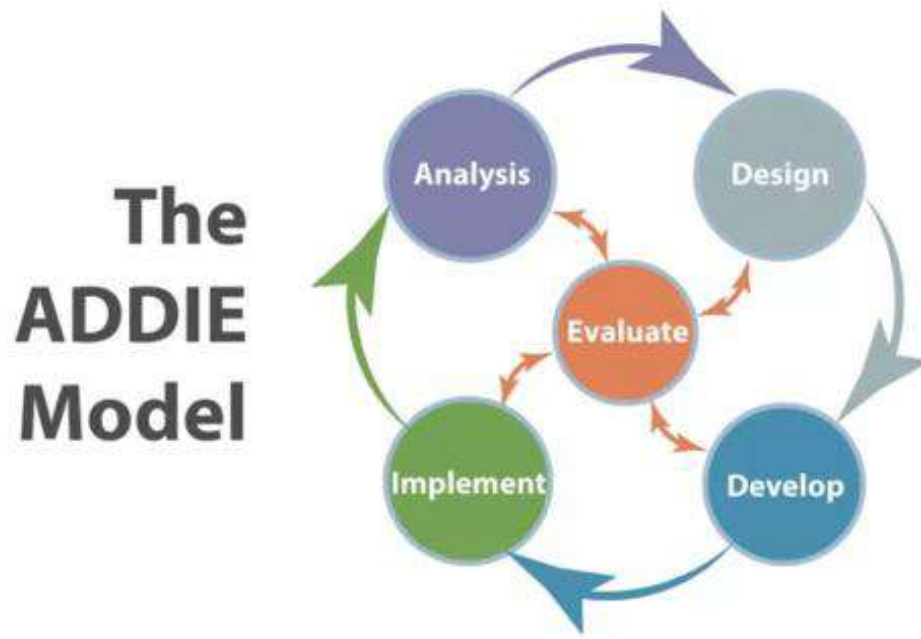 The
ADDIE
Model
Analysis
Design
Evaluate
Implement
Develop